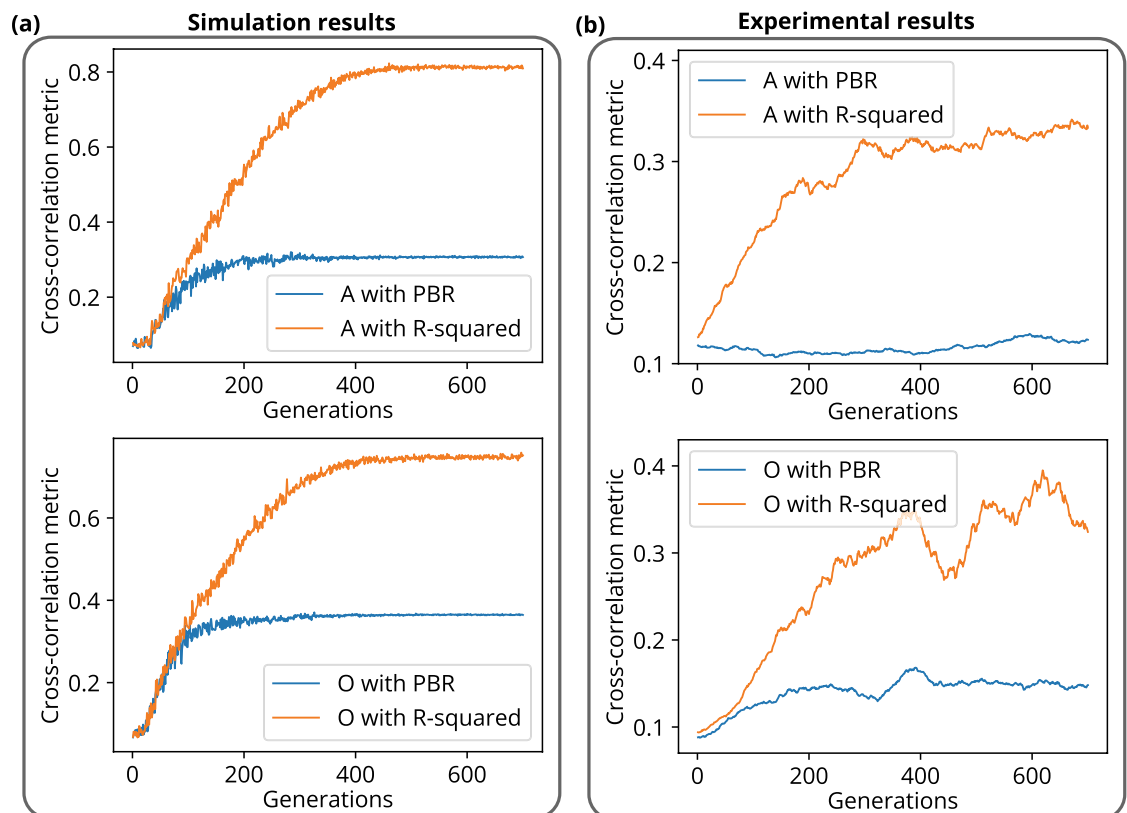 (a)
Simulation results
Cross-correlation metric
0.8
0.6
0.4
0.2
A with PBR
A with R-squared
0 200 400 600
Generations
Cross-correlation metric
0.6
0.4
0.2
O with PBR
O with R-squared
0 200 400 600
Generations
(b)
Experimental results
Cross-correlation metric
0.4
0.3
0.2
0.1
A with PBR
A with R-squared
0 200 400 600
Generations
Cross-correlation metric
0.4
0.3
0.2
0.1
O with PBR
O with R-squared
0 200 400 600
Generations